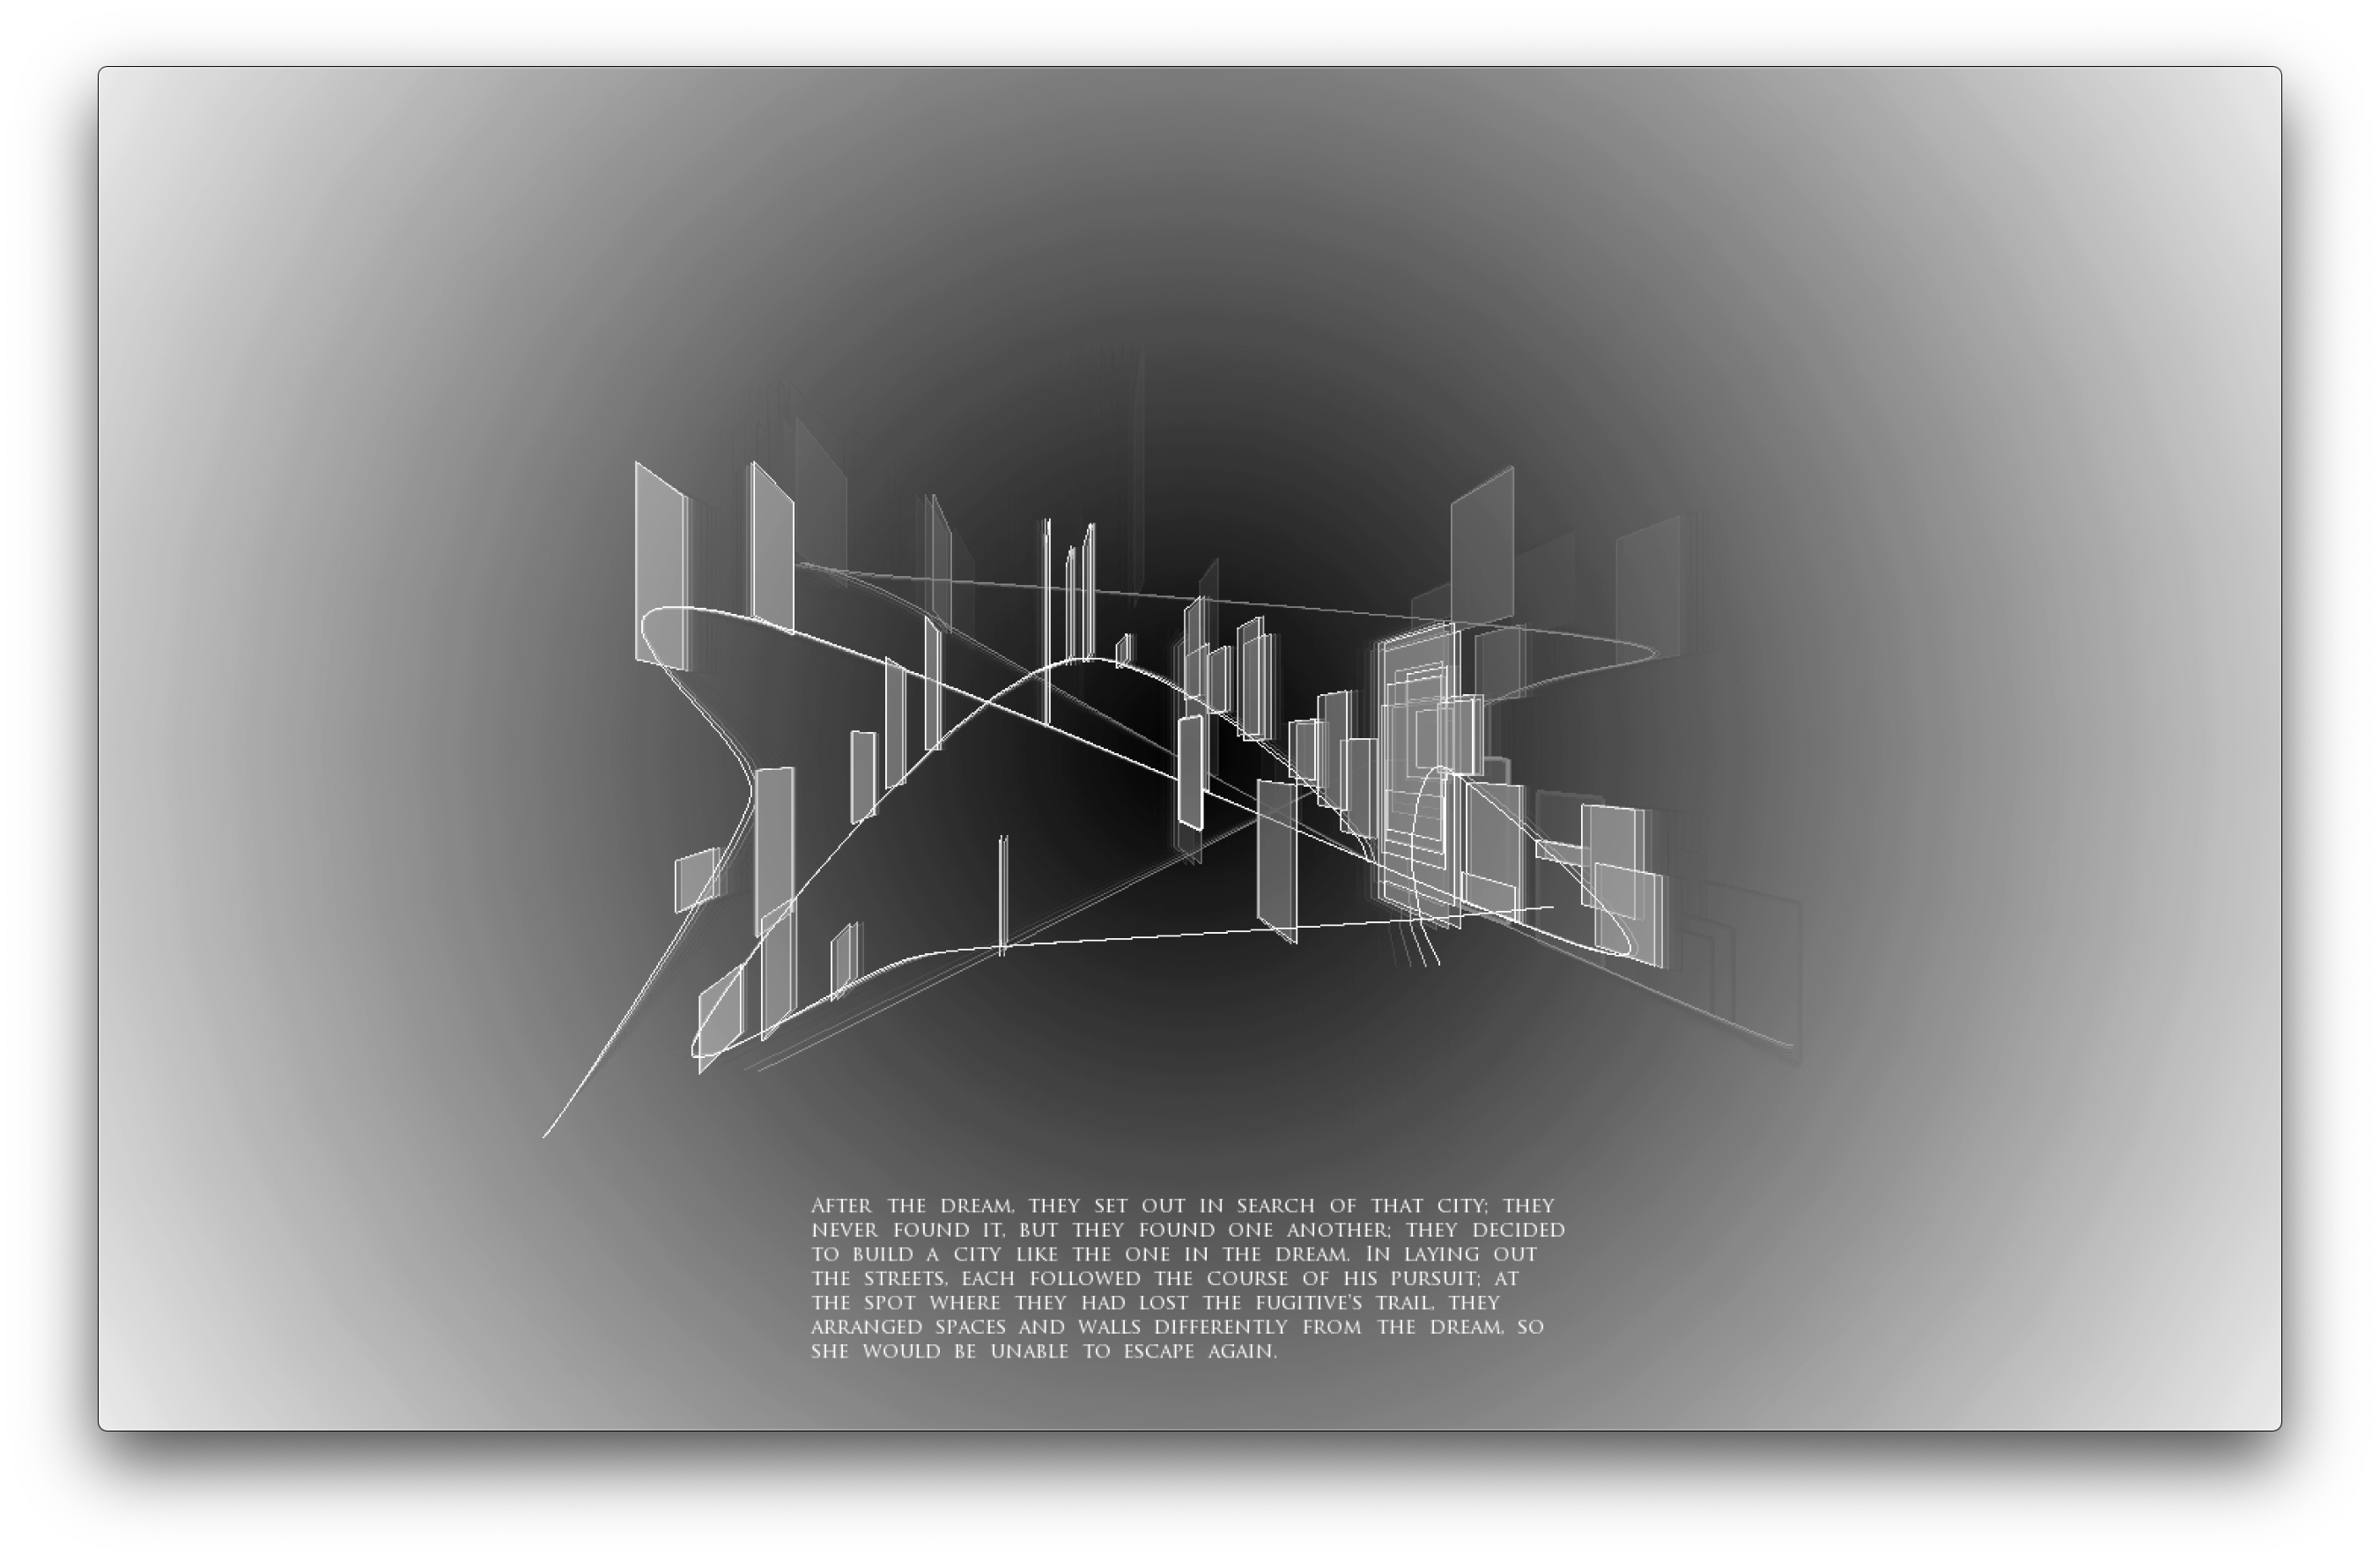 After the dream, they set out in search of that city; they
never found it, but they found one another; they decided
to build a city like the one in the dream. In laying out
the streets, each followed the course of his pursuit; at
the spot where they had lost the fugitive's trail, they
arranged spaces and walls differently from the dream, so
she would be unable to escape again.